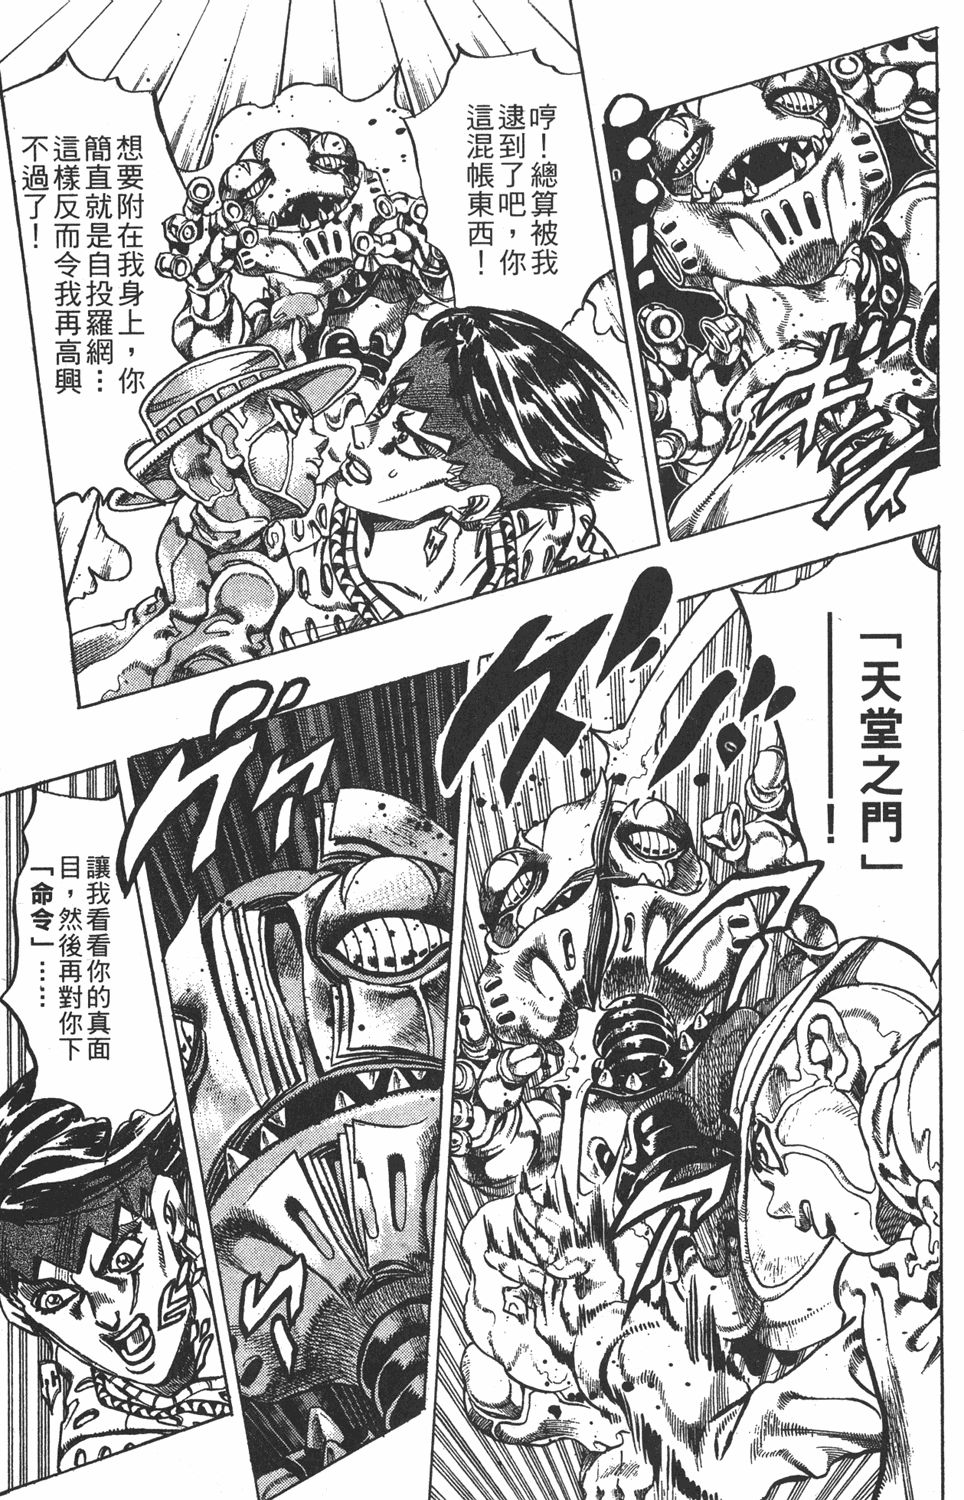 哼！總算被我
逮到了吧，你
這混帳東西！
想要附在我身上，你
簡直就是自投羅網…
這樣反而令我再高興
不過了！
「天堂之門」
——！
讓我看看你的真面
目，然後再對你下
「命令」……